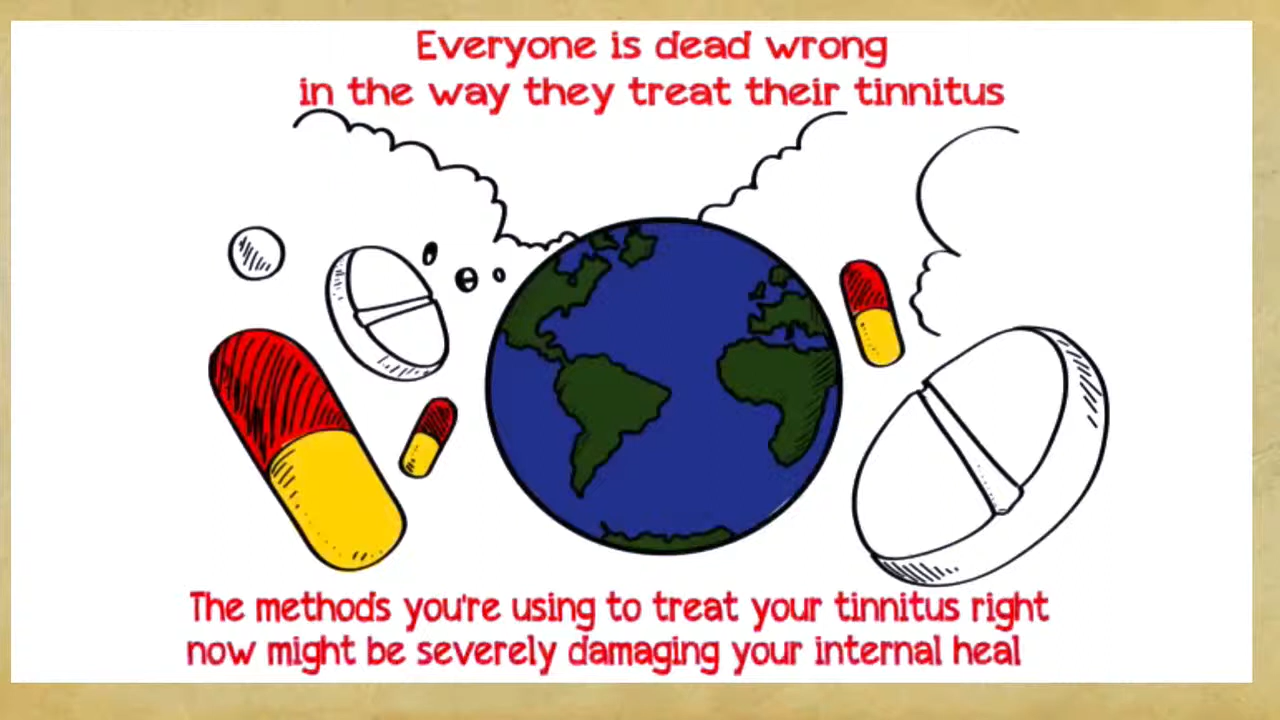 Everyone is dead wrong
in the way they treat their tinnitus
The methods you're using to treat your tinnitus right
now might be severely damaging your internal heal